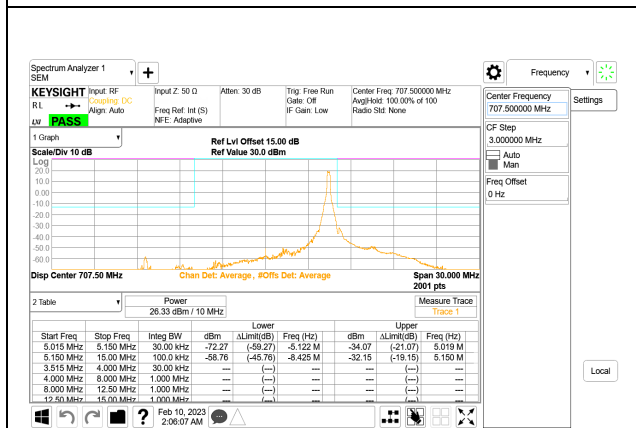 Spectrum Analyzer 1
SEM
+
Frequency
KEYSIGHT
RL
LXI PASS
Input: RF
Coupling: DC
Align: Auto
Input Z: 50 Ω
Freq Ref: Int (S)
NFE: Adaptive
Atten: 30 dB
Trig: Free Run
Gate: Off
IF Gain: Low
Center Freq: 707.500000 MHz
Avg|Hold: 100.00% of 100
Radio Std: None
Center Frequency
707.500000 MHz
Settings
CF Step
3.000000 MHz
Auto
Man
Freq Offset
0 Hz
Local
1 Graph
Scale/Div 10 dB
Ref Lvl Offset 15.00 dB
Ref Value 30.0 dBm
Log
20.0
10.0
0.00
-10.0
-20.0
-30.0
-40.0
-50.0
-60.0
Disp Center 707.50 MHz
Chan Det: Average, #Offs Det: Average
Span 30.000 MHz
2001 pts
2 Table
Power
26.33 dBm / 10 MHz
Measure Trace
Trace 1
Lower Upper
Start Freq Stop Freq Integ BW dBm ΔLimit(dB) Freq (Hz) dBm ΔLimit(dB) Freq (Hz)
5.015 MHz 5.150 MHz 30.00 kHz -72.27 (-59.27) -5.122 M -34.07 (-21.07) 5.019 M
5.150 MHz 15.00 MHz 100.0 kHz -58.76 (-45.76) -8.425 M -32.15 (-19.15) 5.150 M
3.515 MHz 4.000 MHz 30.00 kHz --- (---) --- (---)
4.000 MHz 8.000 MHz 1.000 MHz --- (---) --- (---)
8.000 MHz 12.50 MHz 1.000 MHz --- (---) --- (---)
12.50 MHz 15.00 MHz 1.000 MHz --- (---) --- (---)
?
Feb 10, 2023
2:06:07 AM